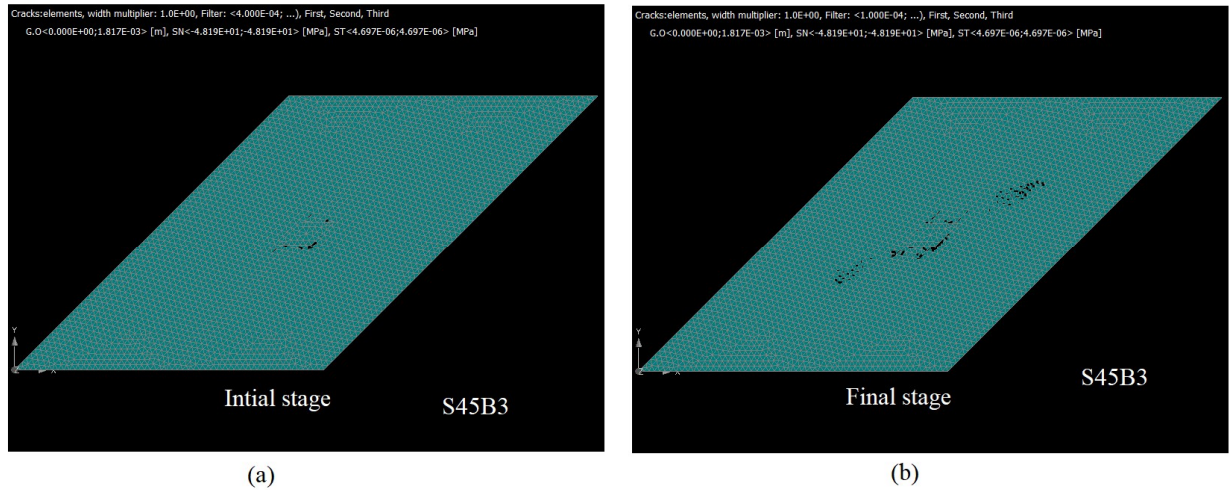 Cracks:elements, width multiplier: 1.0E+00, Filter: <4.000E-04; ...), First, Second, Third
G.O<0.000E+00;1.817E-03> [m], SN<-4.819E+01;-4.819E+01> [MPa], ST<4.697E-06;4.697E-06> [MPa]
Y
Z
X
Intial stage
S45B3
(a)
Cracks:elements, width multiplier: 1.0E+00, Filter: <1.000E-04; ...), First, Second, Third
G.O<0.000E+00;1.817E-03> [m], SN<-4.819E+01;-4.819E+01> [MPa], ST<4.697E-06;4.697E-06> [MPa]
Y
Z
X
Final stage
S45B3
(b)